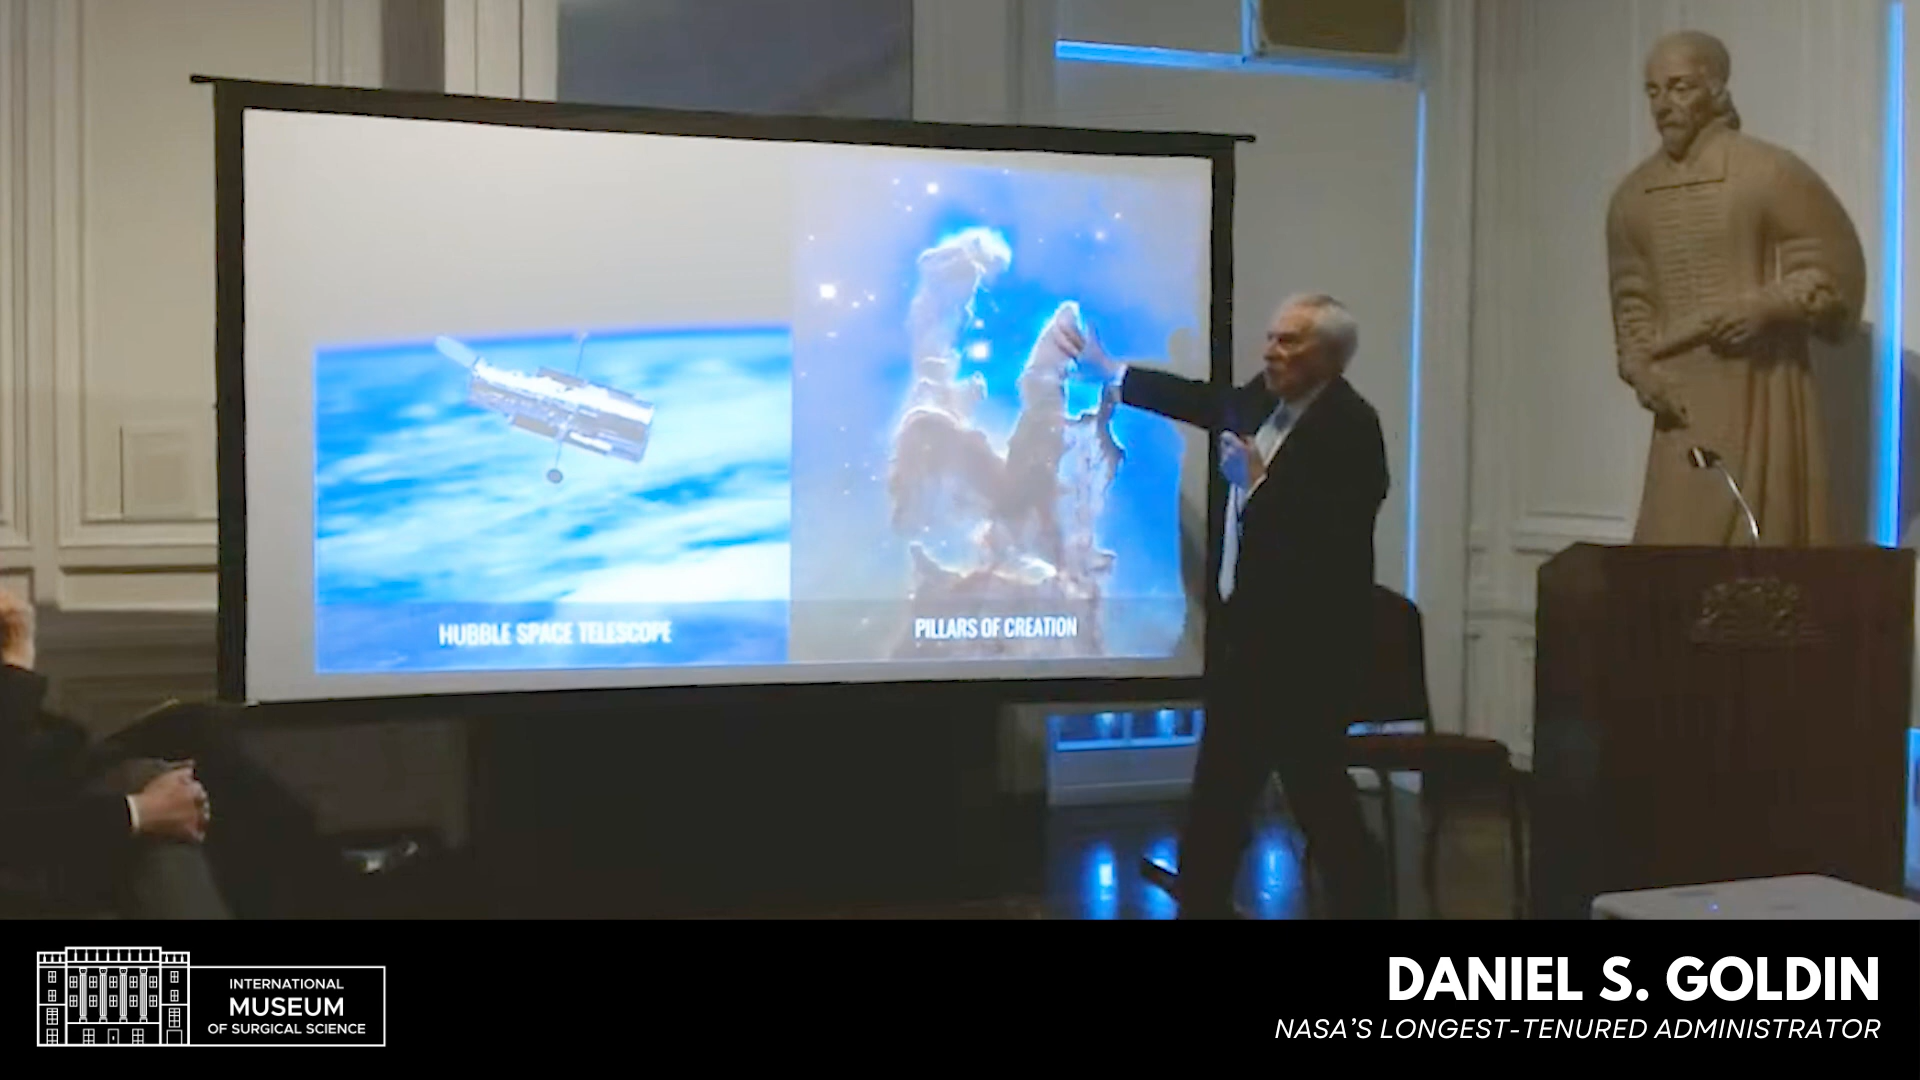 HUBBLE SPACE TELESCOPE
PILLARS OF CREATION
INTERNATIONAL
MUSEUM
OF SURGICAL SCIENCE
DANIEL S. GOLDIN
NASA'S LONGEST-TENURED ADMINISTRATOR